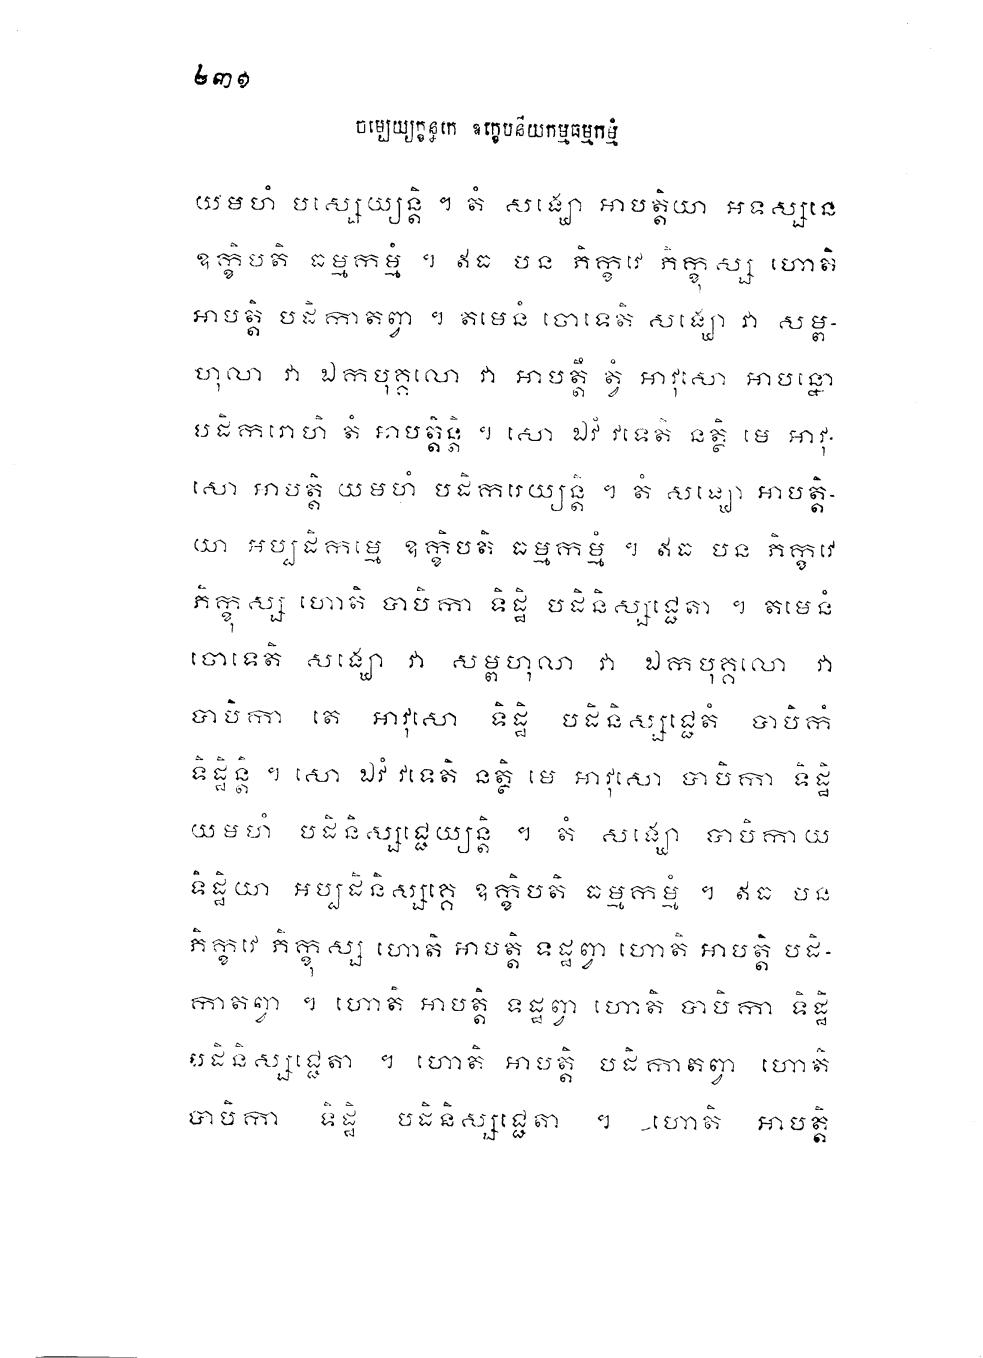 ២៣១
ចម្បេយ្យក្ខន្ធកេ ឧក្ខេបនីយកម្មធម្មកម្មំ
យមហំ បស្សេយ្យន្តិ ។ តំ សង្ឃោ អាបត្តិយា អទស្សនេ
ឧក្ខិបតិ ធម្មកម្មំ ។ ឥធ បន ភិក្ខវេ ភិក្ខុស្ស ហោតិ
អាបត្តិ បដិកាតព្វា ។ តមេនំ ចោទេតិ សង្ឃោ វា សម្ព-
ហុលា វា ឯកបុគ្គលោ វា អាបត្តឹ ត្វំ អាវុសោ អាបន្នោ
បដិករោហិ តំ អាបត្តិន្តិ ។ សោ ឯវំ វទេតិ នត្ថិ មេ អាវុ-
សោ អាបត្តិ យមហំ បដិករេយ្យន្តិ ។ តំ សង្ឃោ អាបត្តិ-
យា អប្បដិកម្មេ ឧក្ខិបតិ ធម្មកម្មំ ។ ឥធ បន ភិក្ខវេ
ភិក្ខុស្ស ហោតិ បាបិកា ទិដ្ឋិ បដិនិស្សជ្ជេតា ។ តមេនំ
ចោទេតិ សង្ឃោ វា សម្ពហុលា វា ឯកបុគ្គលោ វា
បាបិកា តេ អាវុសោ ទិដ្ឋិ បដិនិស្សជ្ជេតំ បាបិកំ
ទិដ្ឋិន្តិ ។ សោ ឯវំ វទេតិ នត្ថិ មេ អាវុសោ បាបិកា ទិដ្ឋិ
យមហំ បដិនិស្សជ្ជេយ្យន្តិ ។ តំ សង្ឃោ បាបិកាយ
ទិដ្ឋិយា អប្បដិនិស្សគ្គេ ឧក្ខិបតិ ធម្មកម្មំ ។ ឥធ បន
ភិក្ខវេ ភិក្ខុស្ស ហោតិ អាបត្តិ ទដ្ឋព្វា ហោតិ អាបត្តិ បដិ-
កាតព្វា ។ ហោតិ អាបត្តិ ទដ្ឋព្វា ហោតិ បាបិកា ទិដ្ឋិ
បដិនិស្សជ្ជេតា ។ ហោតិ អាបត្តិ បដិកាតព្វា ហោតិ
បាបិកា ទិដ្ឋិ បដិនិស្សជ្ជេតា ។ ហោតិ អាបត្តិ